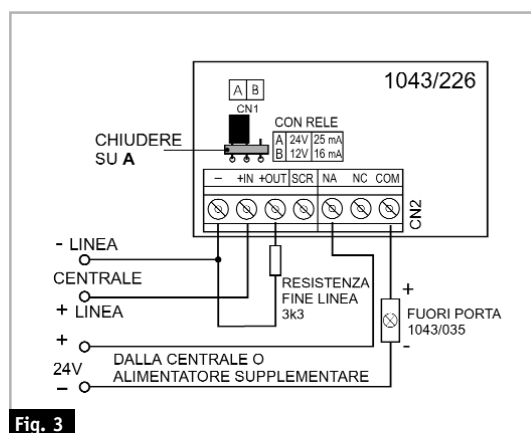 1043/226
A B
CN1
CON RELE
A 24V 25 mA
B 12V 16 mA
CHIUDERE
SU A
– +IN +OUT SCR NA NC COM
CN2
- LINEA
CENTRALE
+ LINEA
RESISTENZA
FINE LINEA
3k3
+
FUORI PORTA
1043/035
-
+
24V
–
DALLA CENTRALE O
ALIMENTATORE SUPPLEMENTARE
Fig. 3